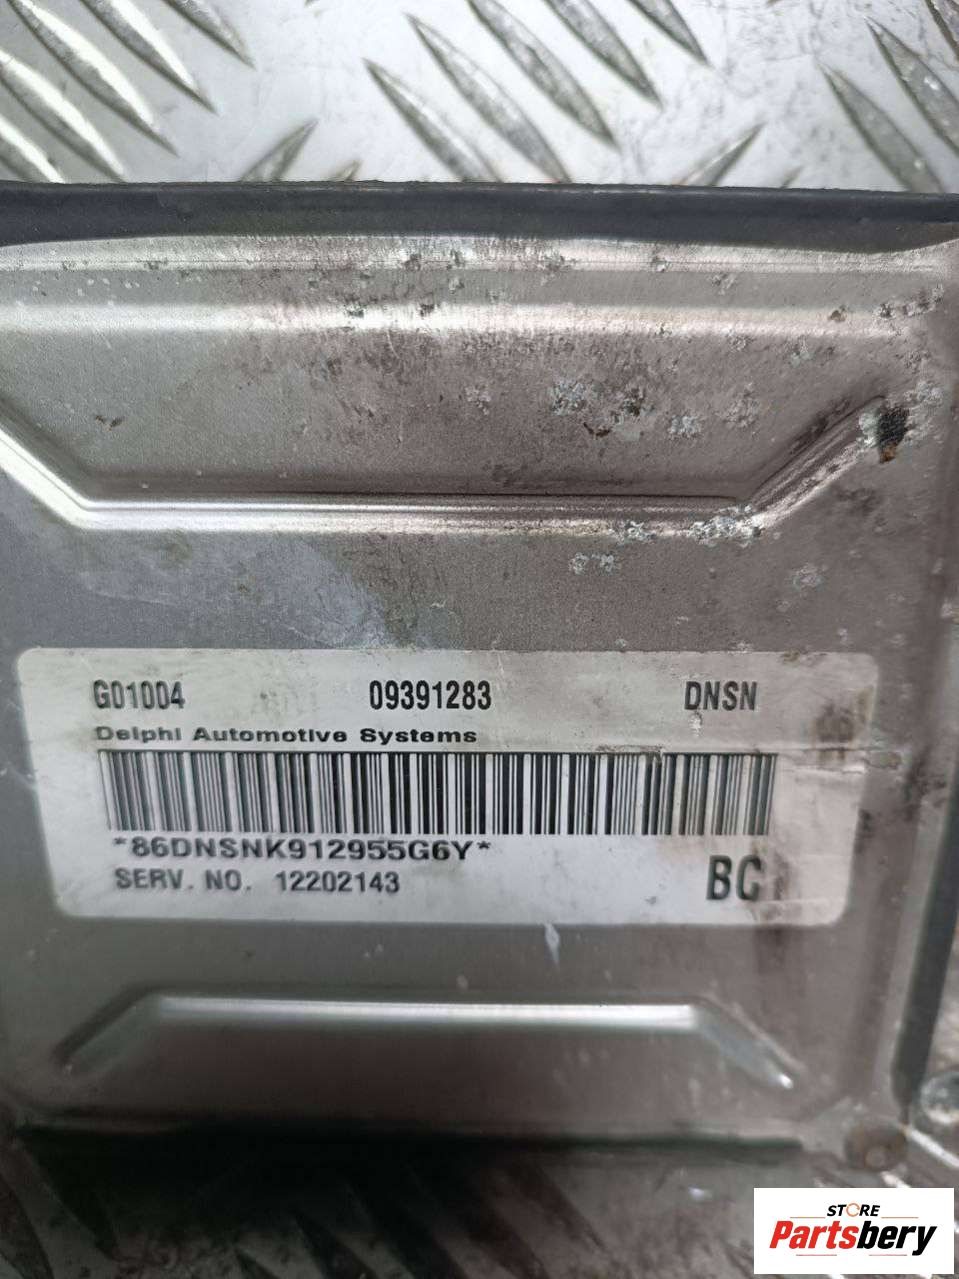 G01004 09391283 DNSN
Delphi Automotive Systems
*86DNSNK912955G6Y*
SERV. NO. 12202143
BC
STORE
Partsbery